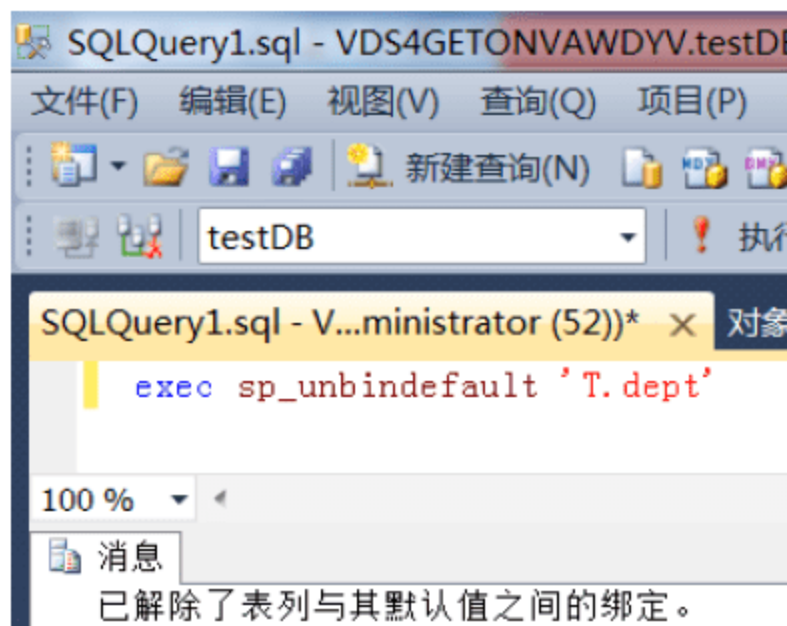 SQLQuery1.sql - VDS4GETONVAWDYV.testDB
文件(F) 编辑(E) 视图(V) 查询(Q) 项目(P)
新建查询(N) MDX DMX
testDB 执行
SQLQuery1.sql - V...ministrator (52))* 对象
exec sp_unbindefault 'T.dept'
100 %
消息
已解除了表列与其默认值之间的绑定。